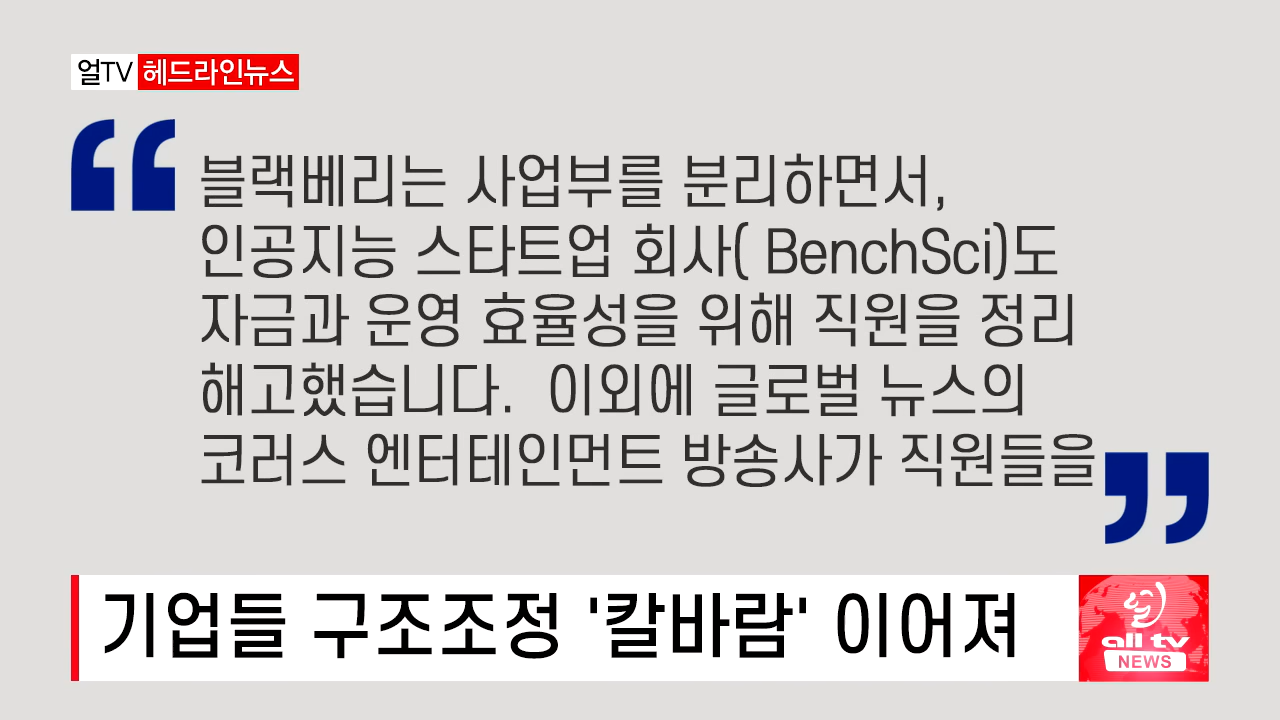 얼TV 헤드라인뉴스
블랙베리는 사업부를 분리하면서,
인공지능 스타트업 회사( BenchSci)도
자금과 운영 효율성을 위해 직원을 정리
해고했습니다.  이외에 글로벌 뉴스의
코러스 엔터테인먼트 방송사가 직원들을
기업들 구조조정 '칼바람' 이어져
얼
all tv
NEWS